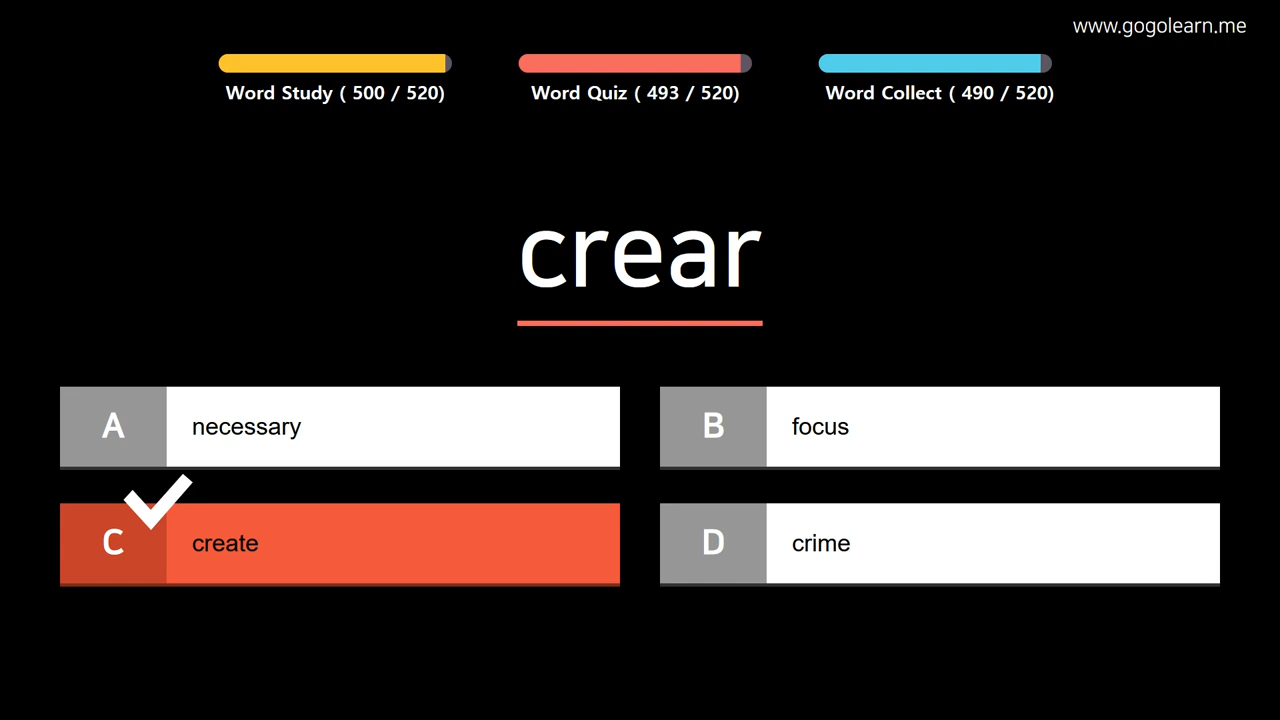 www.gogolearn.me
Word Study ( 500 / 520)
Word Quiz ( 493 / 520)
Word Collect ( 490 / 520)
crear
A necessary
B focus
C create
D crime